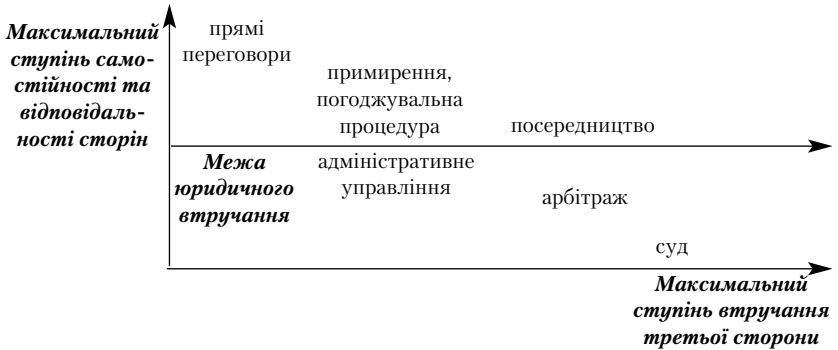 Максимальний
ступінь само-
стійності та
відповідаль-
ності сторін
прямі
переговори
примирення,
погоджувальна
процедура
посередництво
Межа
юридичного
втручання
адміністративне
управління
арбітраж
суд
Максимальний
ступінь втручання
третьої сторони